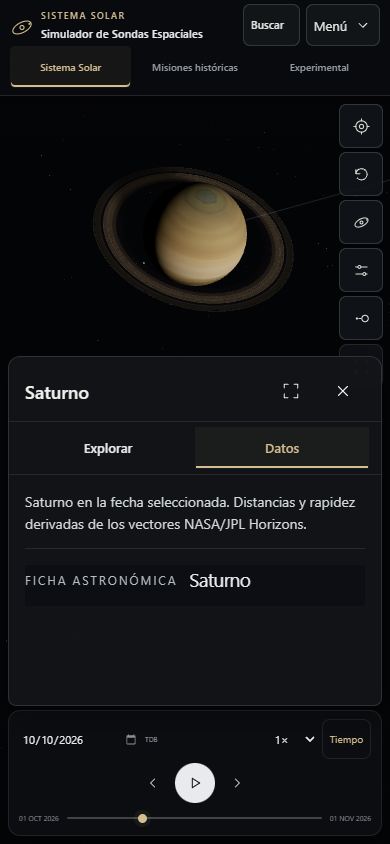 SISTEMA SOLAR
Simulador de Sondas Espaciales
Buscar
Menú
Sistema Solar
Misiones históricas
Experimental
Saturno
Explorar
Datos
Saturno en la fecha seleccionada. Distancias y rapidez
derivadas de los vectores NASA/JPL Horizons.
FICHA ASTRONÓMICA Saturno
10/10/2026
TDB
1×
Tiempo
01 OCT 2026
01 NOV 2026